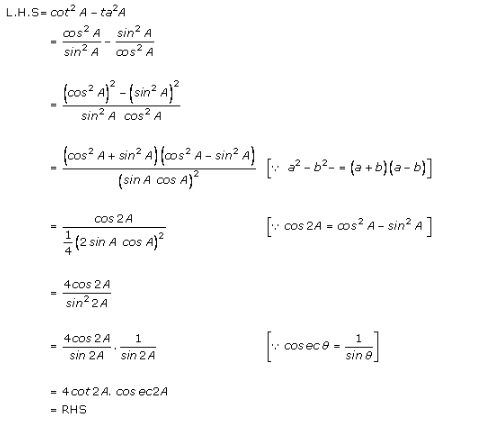 L.H.S= cot² A – ta²A
= cos² A / sin² A – sin² A / cos² A
= ((cos² A)² – (sin² A)²) / (sin² A cos² A)
= ((cos² A + sin² A)(cos² A – sin² A)) / (sin A cos A)² [∵ a² – b² – = (a + b)(a – b)]
= cos 2A / (1/4 (2 sin A cos A)²) [∵ cos 2A = cos² A – sin² A ]
= 4cos 2A / sin² 2A
= 4cos 2A / sin 2A . 1 / sin 2A [∵ cosec θ = 1 / sin θ]
= 4cot 2A. cos ec2A
= RHS